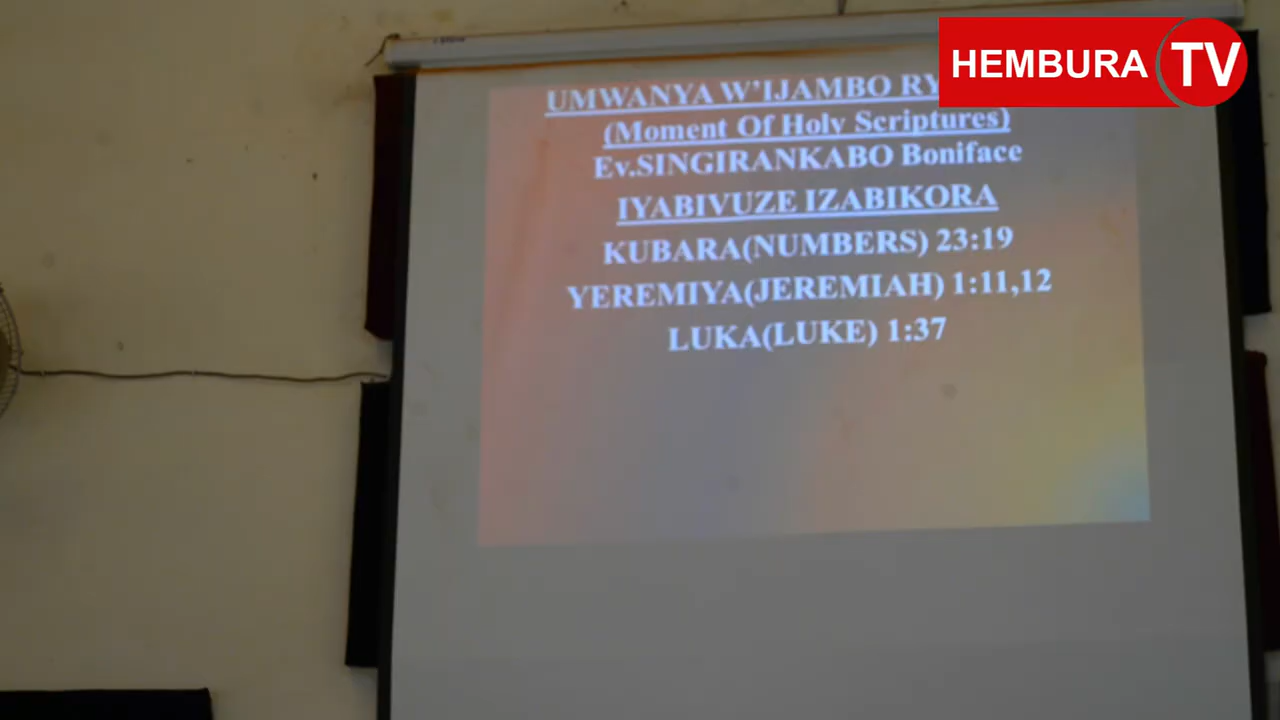 HEMBURA TV
UMWANYA W'IJAMBO
(Moment Of Holy Scriptures)
Ev.SINGIRANKABO Boniface
IYABIVUZE IZABIKORA
KUBARA(NUMBERS) 23:19
YEREMIYA(JEREMIAH) 1:11,12
LUKA(LUKE) 1:37